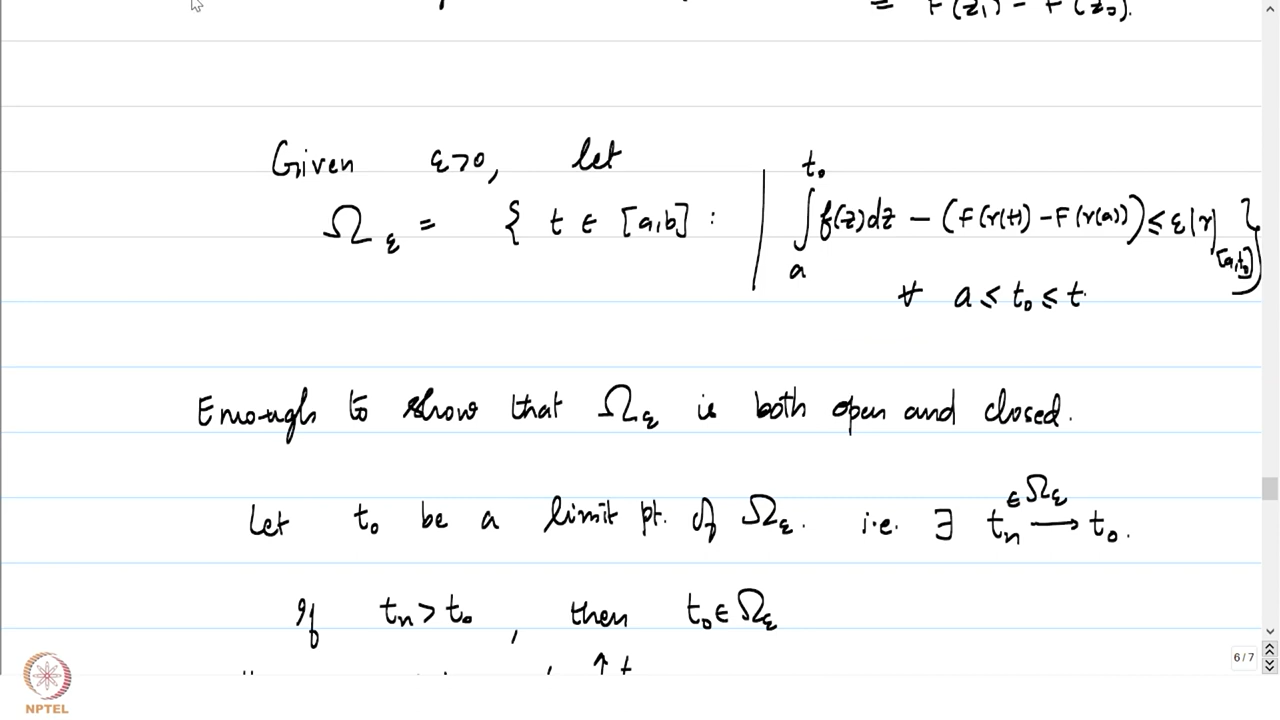 = F(z₁) - F(z₀).
Given ε>0, let
Ω_ε = { t ∈ [a,b] : | ∫_a^{t₀} f(z)dz - (F(γ(t)) - F(γ(a))) ≤ ε|γ|_{[a,t₀]} }
∀ a ≤ t₀ ≤ t.
Enough to show that Ω_ε is both open and closed.
Let t₀ be a limit pt. of Ω_ε. i.e. ∃ t_n ∈ Ω_ε ⟶ t₀.
If t_n > t₀, then t₀ ∈ Ω_ε
6/7
NPTEL